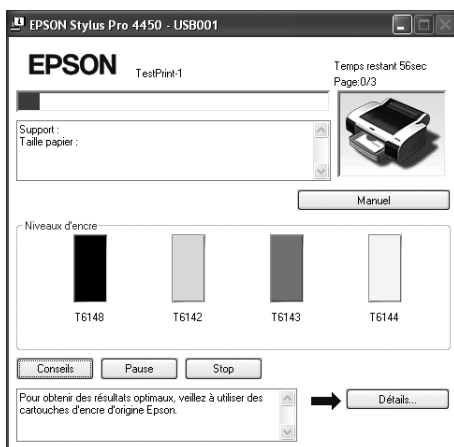 EPSON Stylus Pro 4450 - USB001
EPSON
TestPrint-1
Temps restant 56sec
Page:0/3
Support :
Taille papier :
Manuel
Niveaux d'encre
T6148
T6142
T6143
T6144
Conseils
Pause
Stop
Pour obtenir des résultats optimaux, veillez à utiliser des
cartouches d'encre d'origine Epson.
Détails...